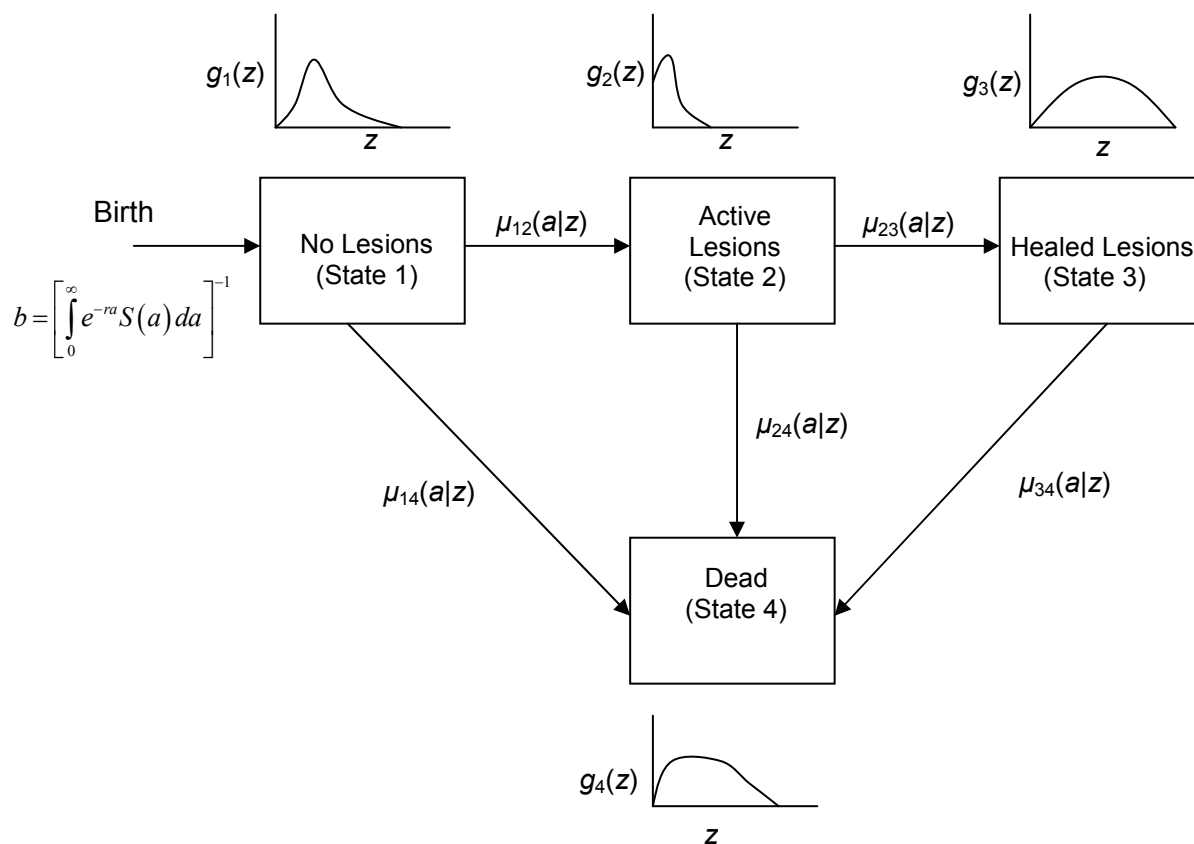 g₁(z)
z
g₂(z)
z
g₃(z)
z
Birth
b = [∫₀^∞ e^{-ra} S(a) da]^{-1}
No Lesions
(State 1)
μ₁₂(a|z)
Active
Lesions
(State 2)
μ₂₃(a|z)
Healed Lesions
(State 3)
μ₁₄(a|z)
μ₂₄(a|z)
μ₃₄(a|z)
Dead
(State 4)
g₄(z)
z